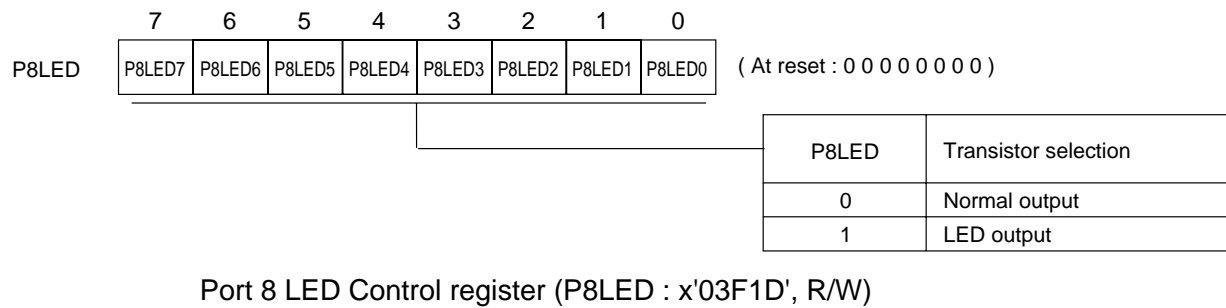 7 6 5 4 3 2 1 0
P8LED P8LED7 P8LED6 P8LED5 P8LED4 P8LED3 P8LED2 P8LED1 P8LED0 ( At reset : 0 0 0 0 0 0 0 0 )
P8LED Transistor selection
0 Normal output
1 LED output
Port 8 LED Control register (P8LED : x'03F1D', R/W)